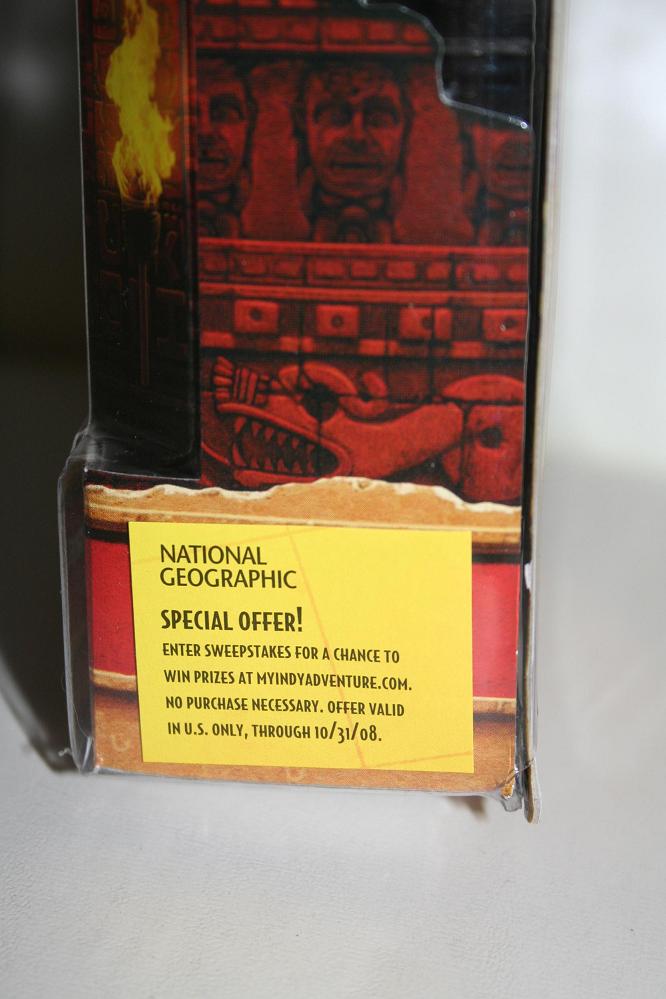 NATIONAL
GEOGRAPHIC
SPECIAL OFFER!
ENTER SWEEPSTAKES FOR A CHANCE TO
WIN PRIZES AT MYINDYADVENTURE.COM.
NO PURCHASE NECESSARY. OFFER VALID
IN U.S. ONLY, THROUGH 10/31/08.